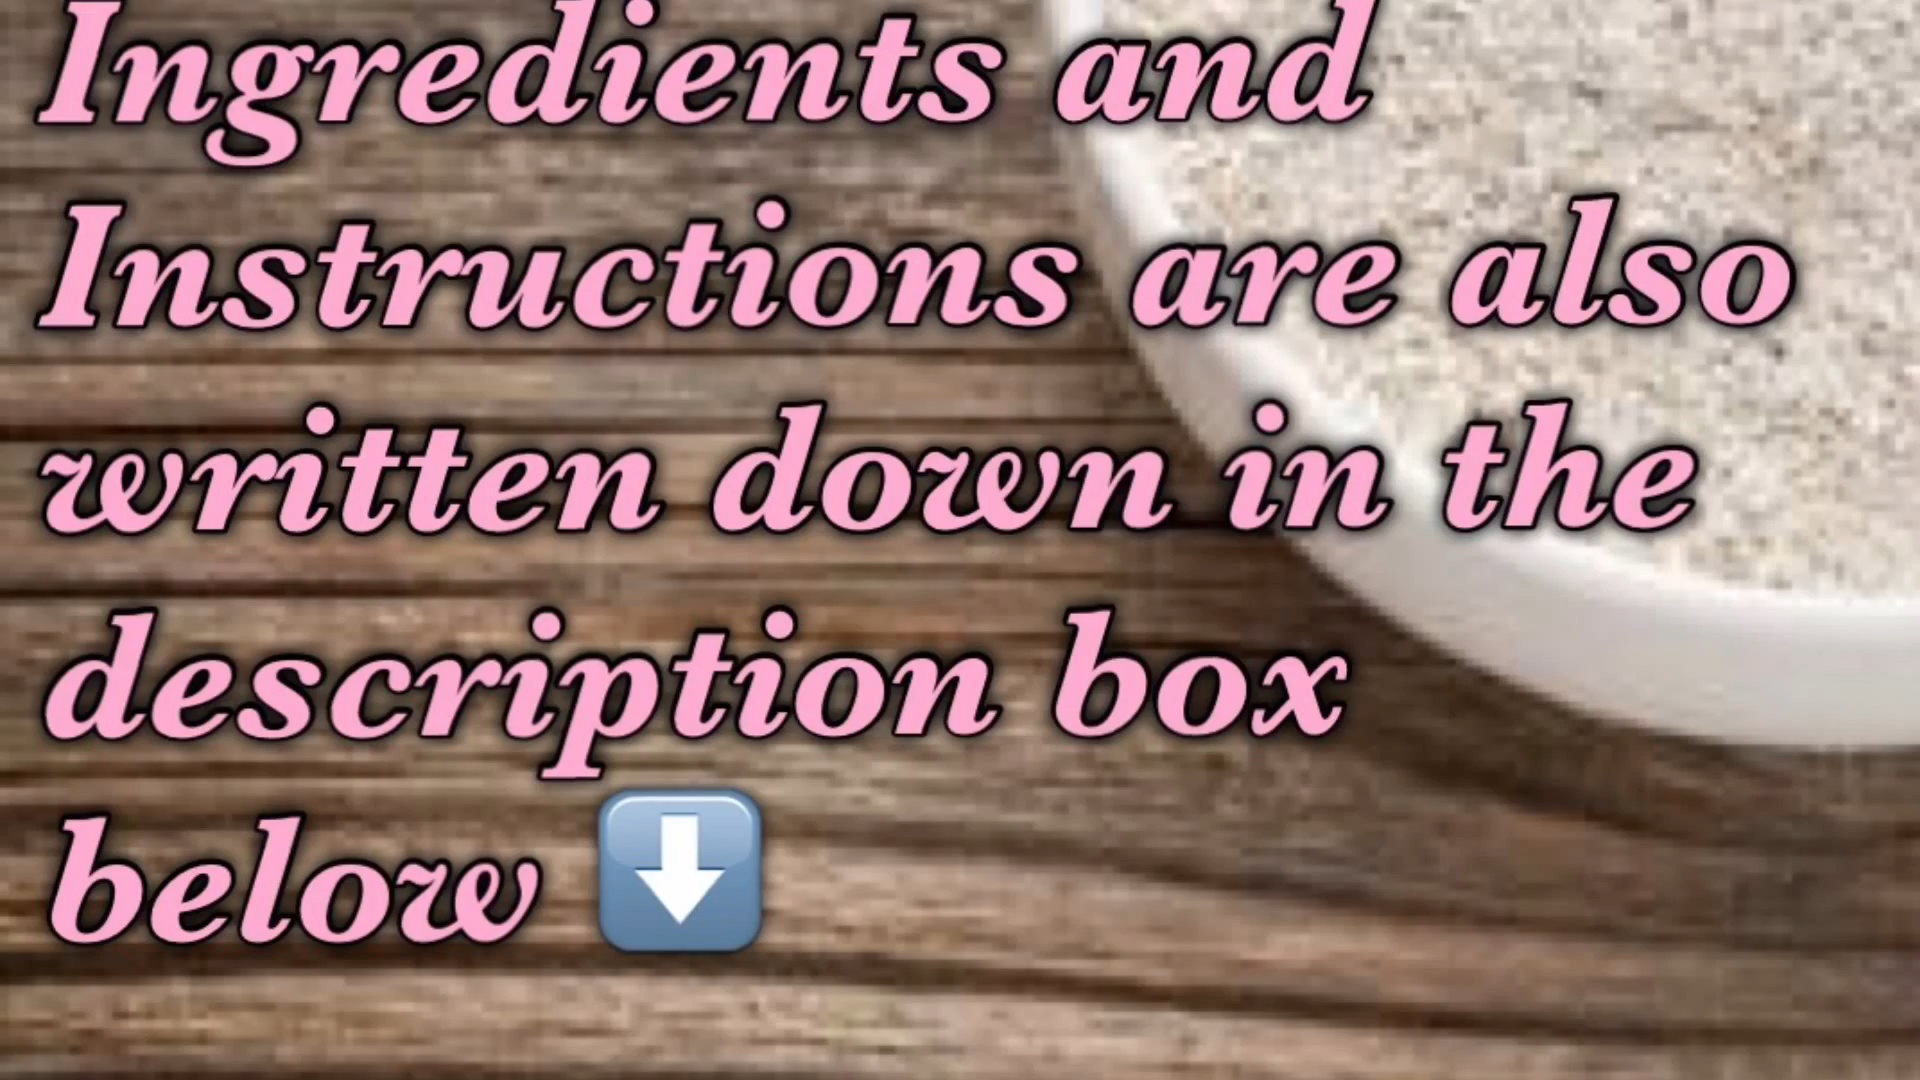 Ingredients and
Instructions are also
written down in the
description box
below ⬇️